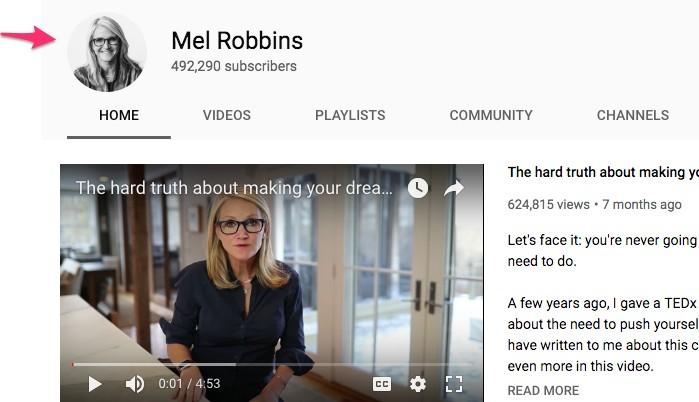 Mel Robbins
492,290 subscribers
HOME VIDEOS PLAYLISTS COMMUNITY CHANNELS
The hard truth about making your drea...
0:01 / 4:53
CC
The hard truth about making yo
624,815 views • 7 months ago
Let's face it: you're never going
need to do.
A few years ago, I gave a TEDx
about the need to push yoursel
have written to me about this c
even more in this video.
READ MORE